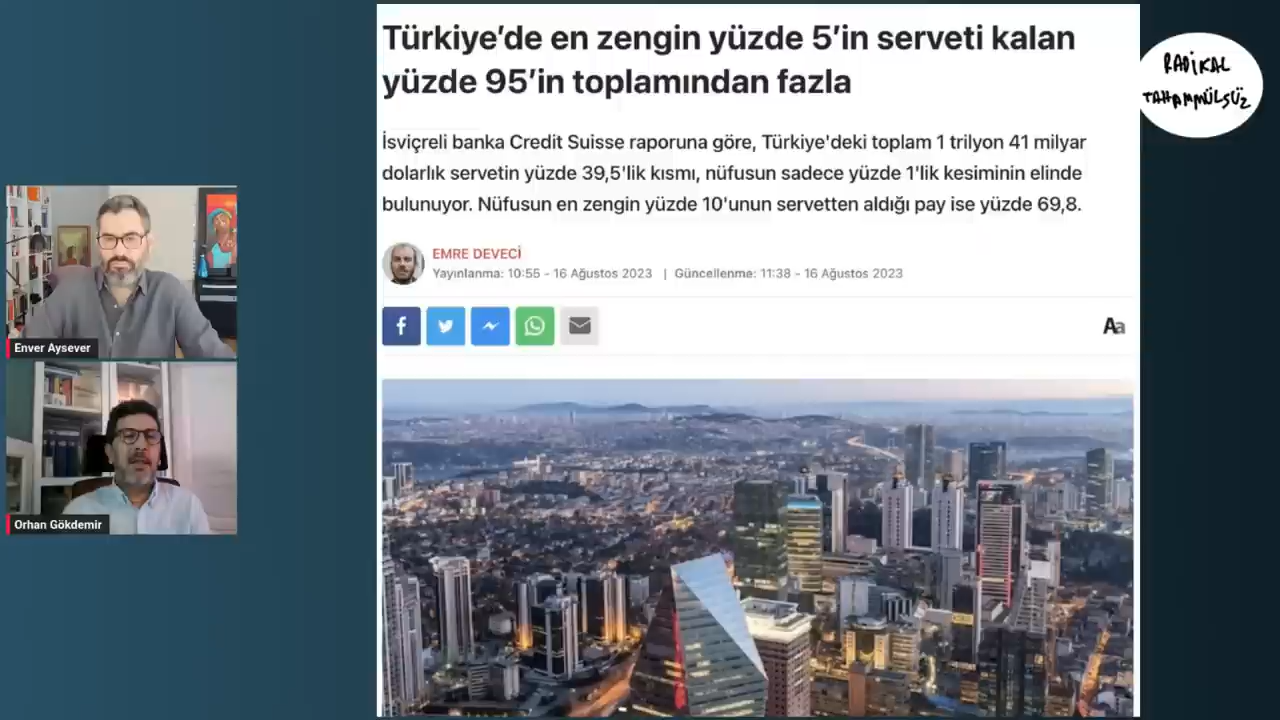 Türkiye’de en zengin yüzde 5’in serveti kalan
yüzde 95’in toplamından fazla
İsviçreli banka Credit Suisse raporuna göre, Türkiye'deki toplam 1 trilyon 41 milyar
dolarlık servetin yüzde 39,5'lik kısmı, nüfusun sadece yüzde 1'lik kesiminin elinde
bulunuyor. Nüfusun en zengin yüzde 10'unun servetten aldığı pay ise yüzde 69,8.
EMRE DEVECİ
Yayınlanma: 10:55 - 16 Ağustos 2023 | Güncellenme: 11:38 - 16 Ağustos 2023
Aa
RADİKAL
TAHAMMÜLSÜZ
Enver Aysever
Orhan Gökdemir